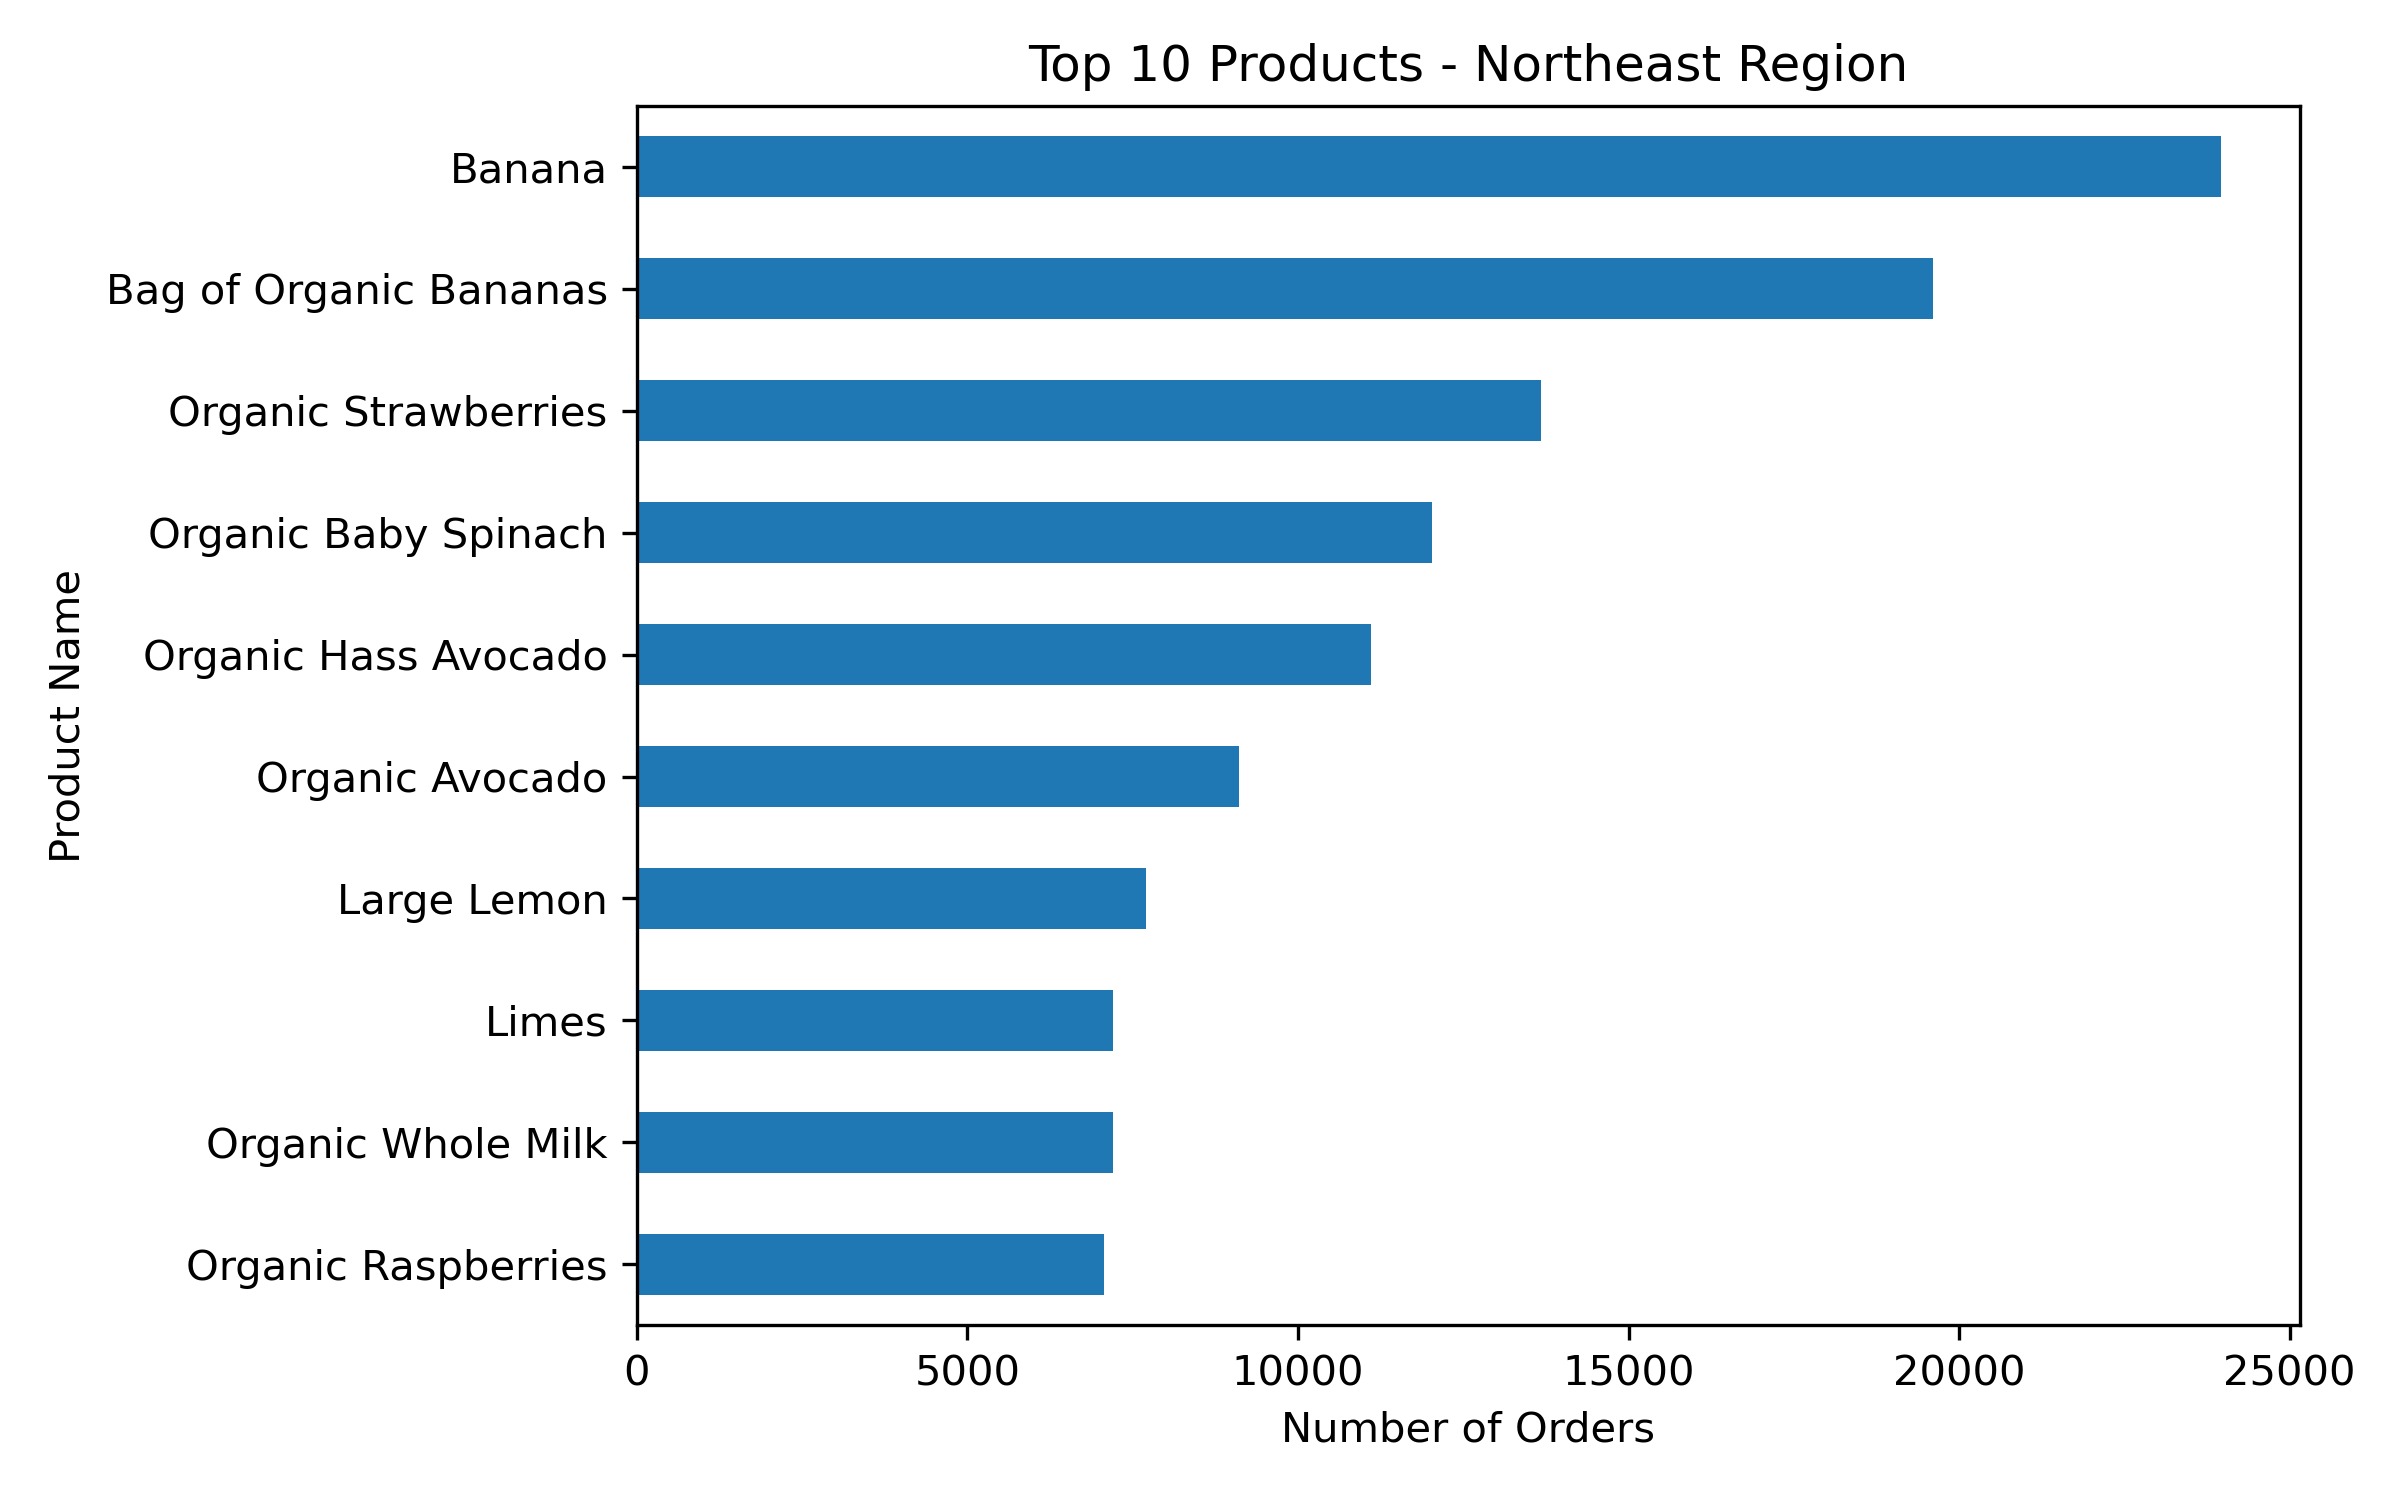 Top 10 Products - Northeast Region
Product Name
Banana
Bag of Organic Bananas
Organic Strawberries
Organic Baby Spinach
Organic Hass Avocado
Organic Avocado
Large Lemon
Limes
Organic Whole Milk
Organic Raspberries
0 5000 10000 15000 20000 25000
Number of Orders